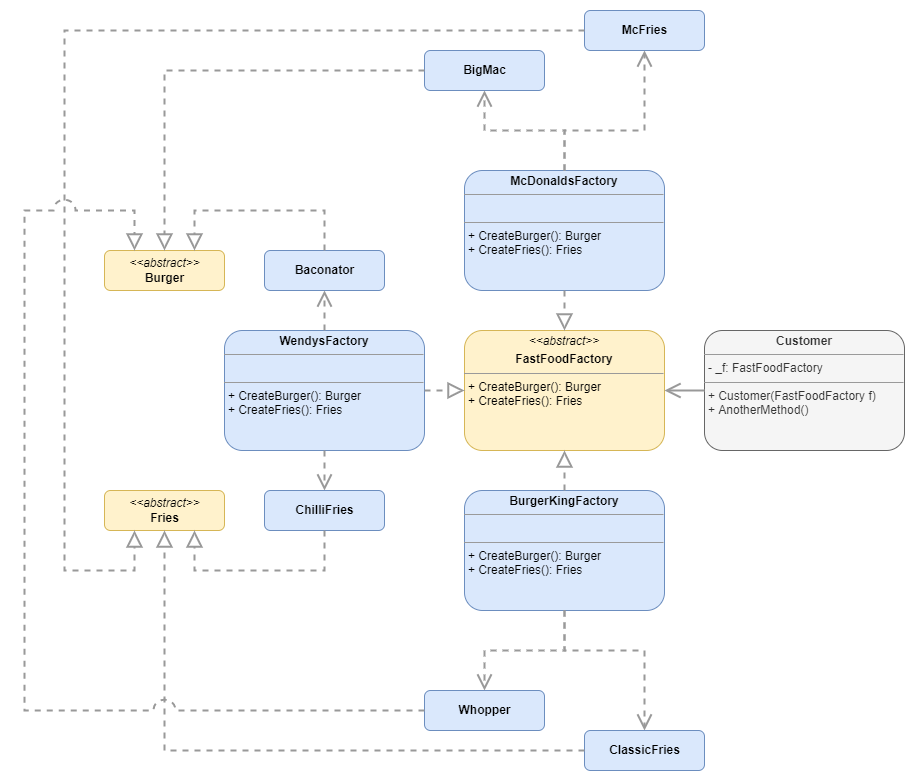 McFries
BigMac
McDonaldsFactory
+ CreateBurger(): Burger
+ CreateFries(): Fries
<<abstract>>
Burger
Baconator
WendysFactory
+ CreateBurger(): Burger
+ CreateFries(): Fries
<<abstract>>
FastFoodFactory
+ CreateBurger(): Burger
+ CreateFries(): Fries
Customer
- _f: FastFoodFactory
+ Customer(FastFoodFactory f)
+ AnotherMethod()
<<abstract>>
Fries
ChilliFries
BurgerKingFactory
+ CreateBurger(): Burger
+ CreateFries(): Fries
Whopper
ClassicFries